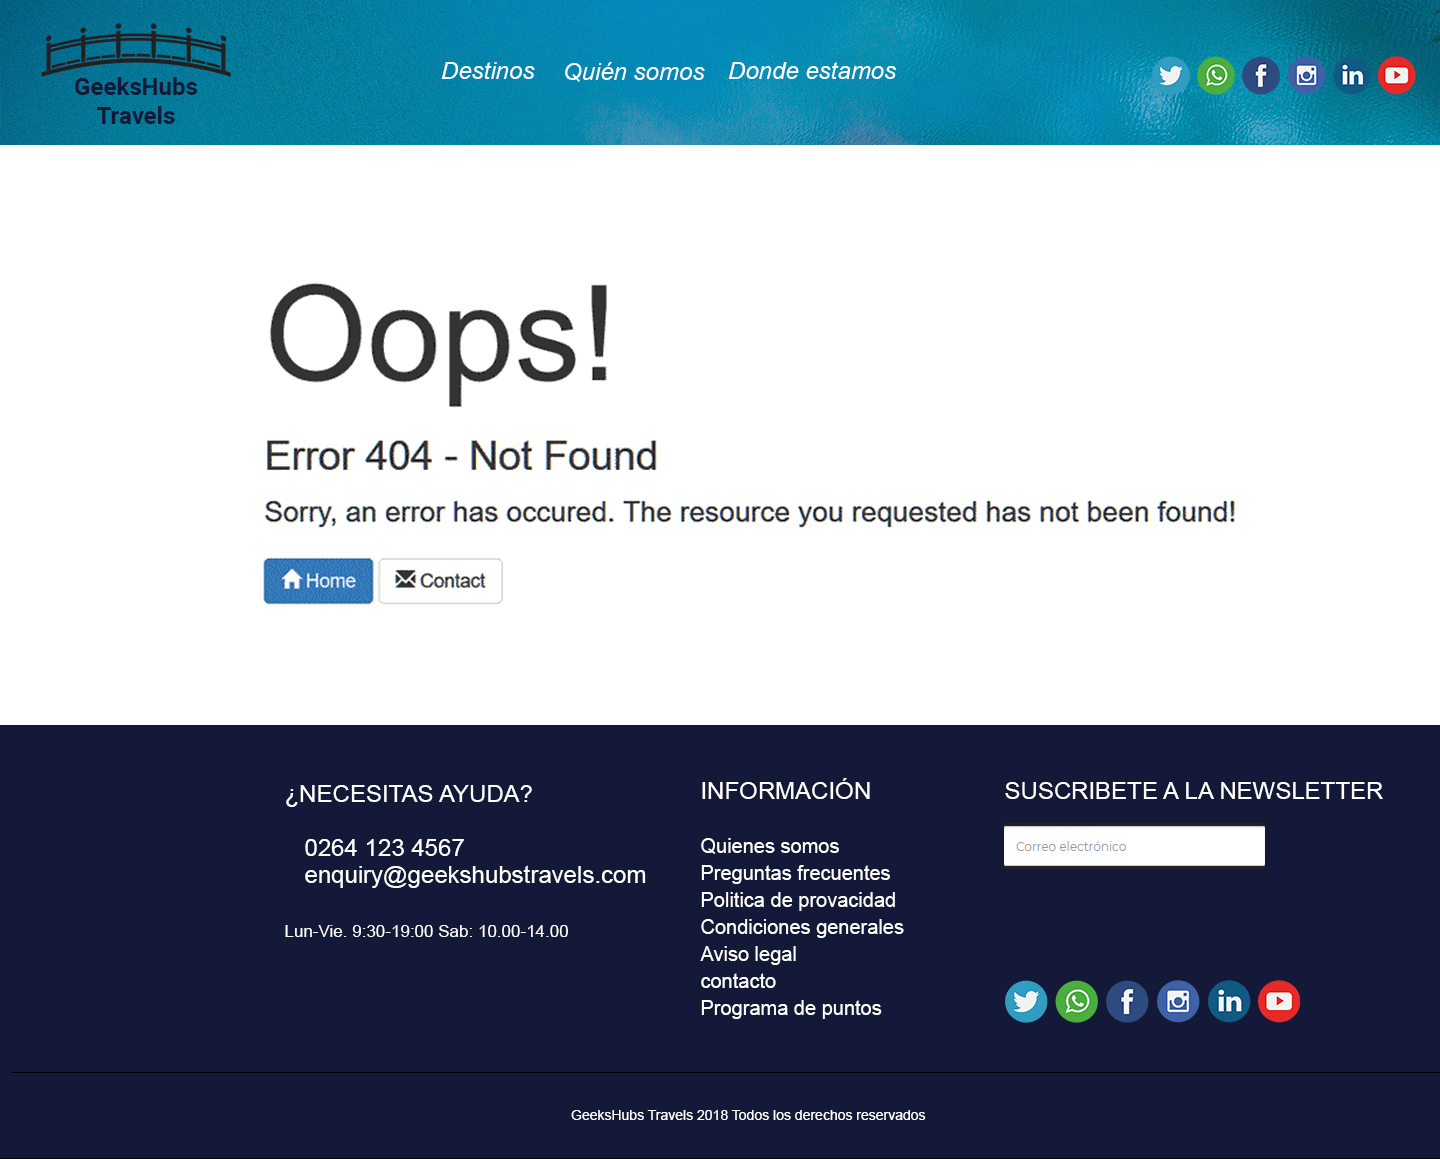 GeeksHubs
Travels
Destinos
Quién somos
Donde estamos
Oops!
Error 404 - Not Found
Sorry, an error has occured. The resource you requested has not been found!
Home
Contact
¿NECESITAS AYUDA?
0264 123 4567
enquiry@geekshubstravels.com
Lun-Vie. 9:30-19:00 Sab: 10.00-14.00
INFORMACIÓN
Quienes somos
Preguntas frecuentes
Politica de provacidad
Condiciones generales
Aviso legal
contacto
Programa de puntos
SUSCRIBETE A LA NEWSLETTER
Correo electrónico
GeeksHubs Travels 2018 Todos los derechos reservados